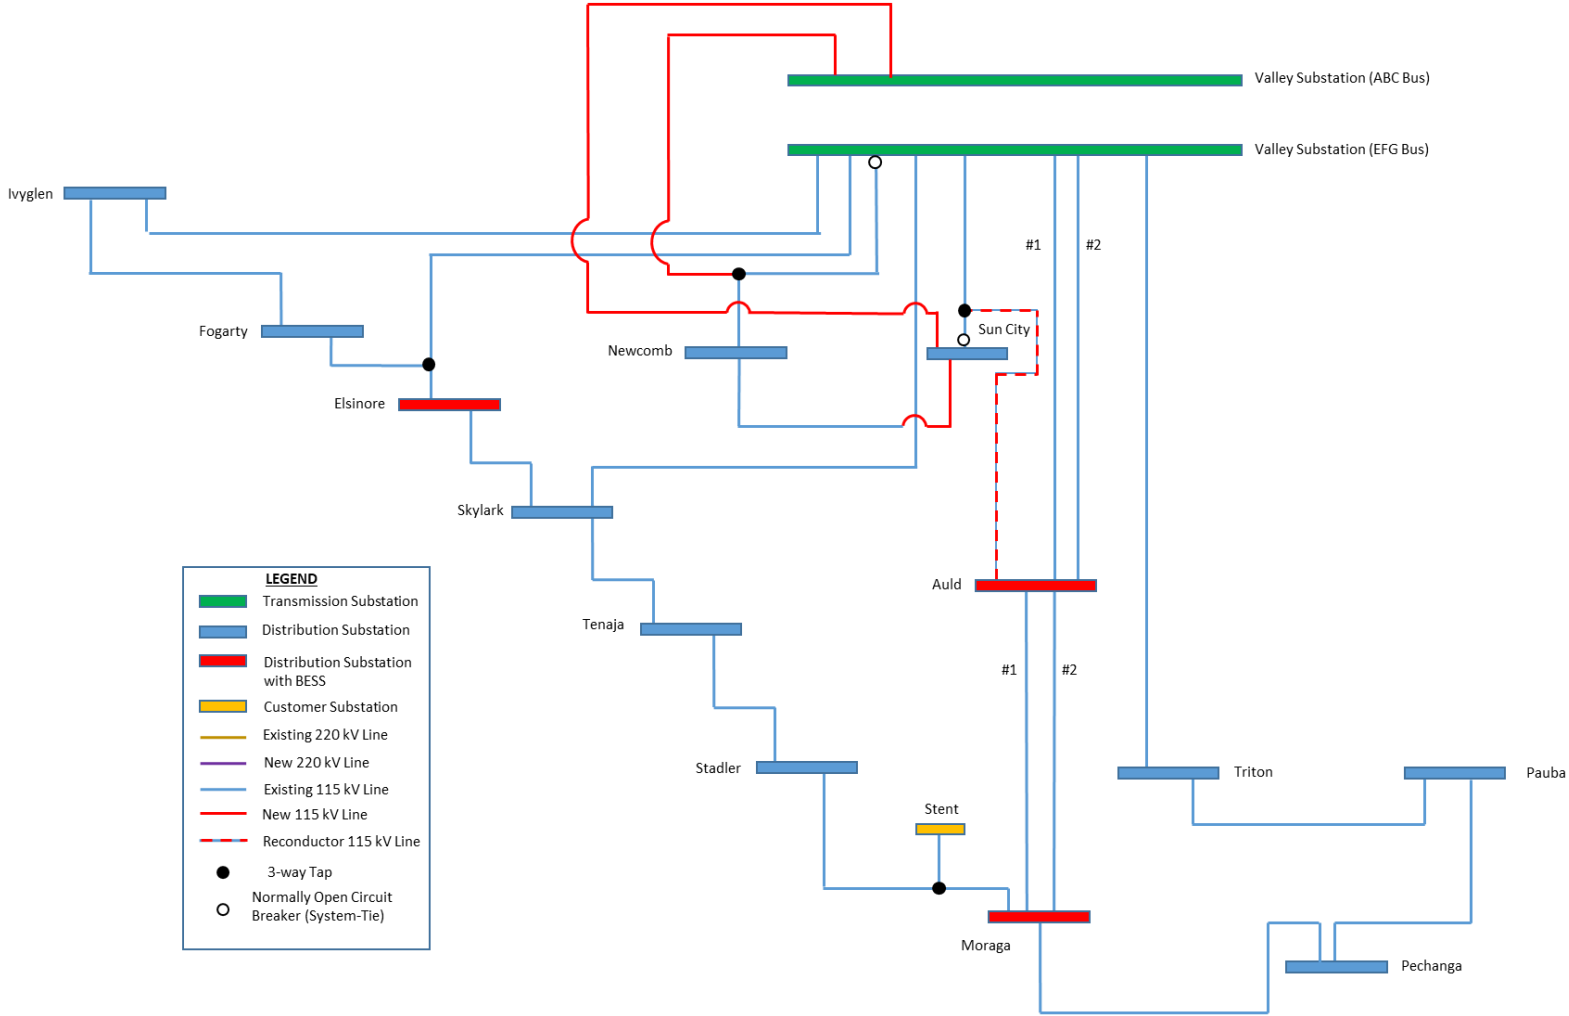 Valley Substation (ABC Bus)
Valley Substation (EFG Bus)
Ivyglen
#1
#2
Fogarty
Sun City
Newcomb
Elsinore
Skylark
Auld
Tenaja
#1
#2
Stadler
Triton
Pauba
Stent
Moraga
Pechanga
LEGEND
Transmission Substation
Distribution Substation
Distribution Substation
with BESS
Customer Substation
Existing 220 kV Line
New 220 kV Line
Existing 115 kV Line
New 115 kV Line
Reconductor 115 kV Line
3-way Tap
Normally Open Circuit
Breaker (System-Tie)